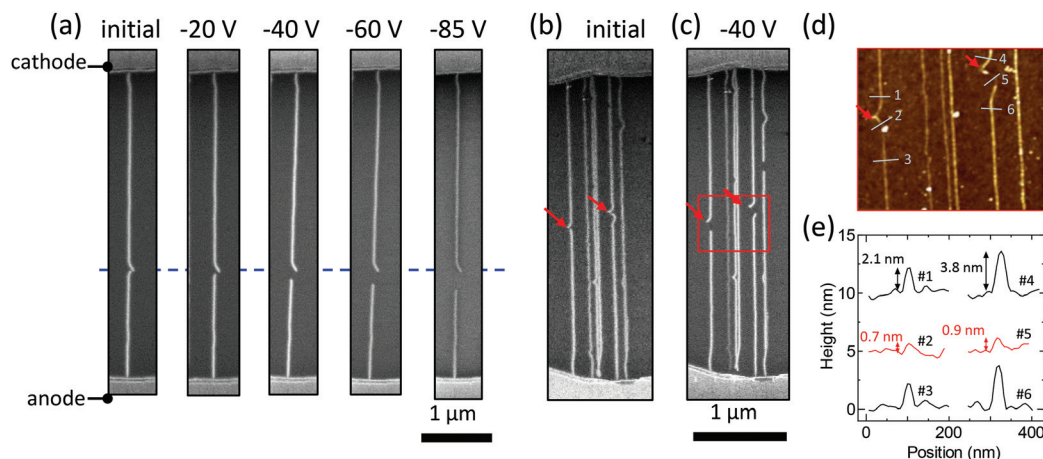 (a) initial -20 V -40 V -60 V -85 V (b) initial (c) -40 V (d)
cathode
4
5
1
6
2
3
(e)
15
2.1 nm
#1
3.8 nm
#4
10
Height (nm)
0.7 nm
#2
0.9 nm
#5
5
#3
#6
0
anode
1 µm
1 µm
0 100 200 300 400
Position (nm)